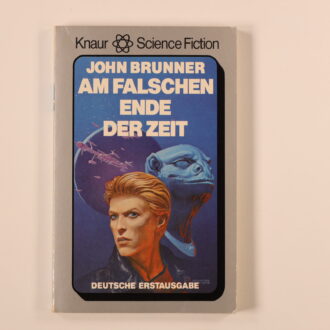 Knaur Science Fiction
JOHN BRUNNER
AM FALSCHEN
ENDE
DER ZEIT
DEUTSCHE ERSTAUSGABE